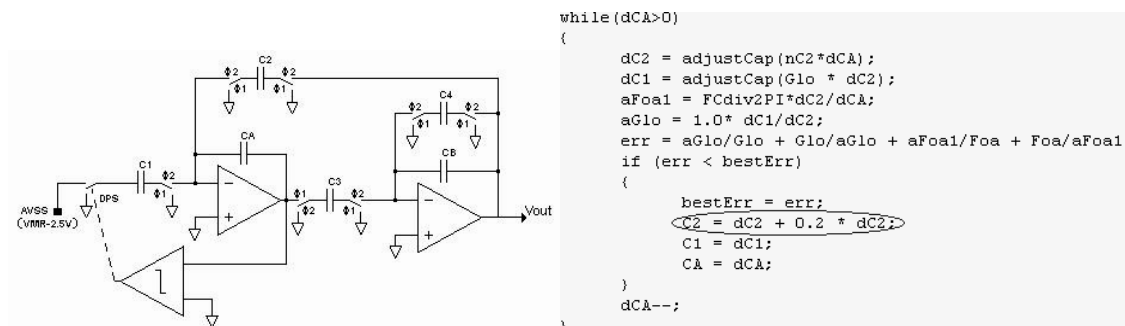 Φ2 C2 Φ2
Φ1 Φ1
CA
C1
Φ2
Φ1
DPS
AVSS
(VMMR-2.5V)
Φ1 C3 Φ2
Φ2 Φ1
Φ2 C4 Φ2
Φ1 Φ1
CB
Vout
while(dCA>0)
{
dC2 = adjustCap(nC2*dCA);
dC1 = adjustCap(Glo * dC2);
aFoa1 = FCdiv2PI*dC2/dCA;
aGlo = 1.0* dC1/dC2;
err = aGlo/Glo + Glo/aGlo + aFoa1/Foa + Foa/aFoa1
if (err < bestErr)
{
bestErr = err;
C2 = dC2 + 0.2 * dC2;
C1 = dC1;
CA = dCA;
}
dCA--;